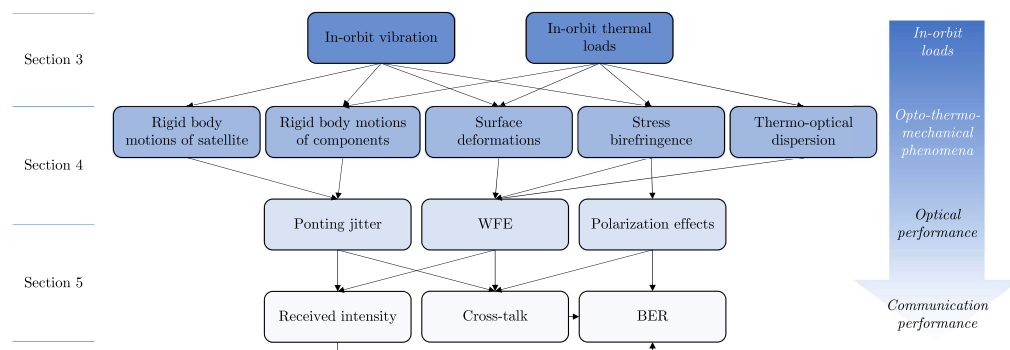 In-orbit vibration
In-orbit thermal
loads
In-orbit
loads
Section 3
Rigid body
motions of satellite
Rigid body motions
of components
Surface
deformations
Stress
birefringence
Thermo-optical
dispersion
Opto-thermo-
mechanical
phenomena
Section 4
Ponting jitter
WFE
Polarization effects
Optical
performance
Section 5
Received intensity
Cross-talk
BER
Communication
performance